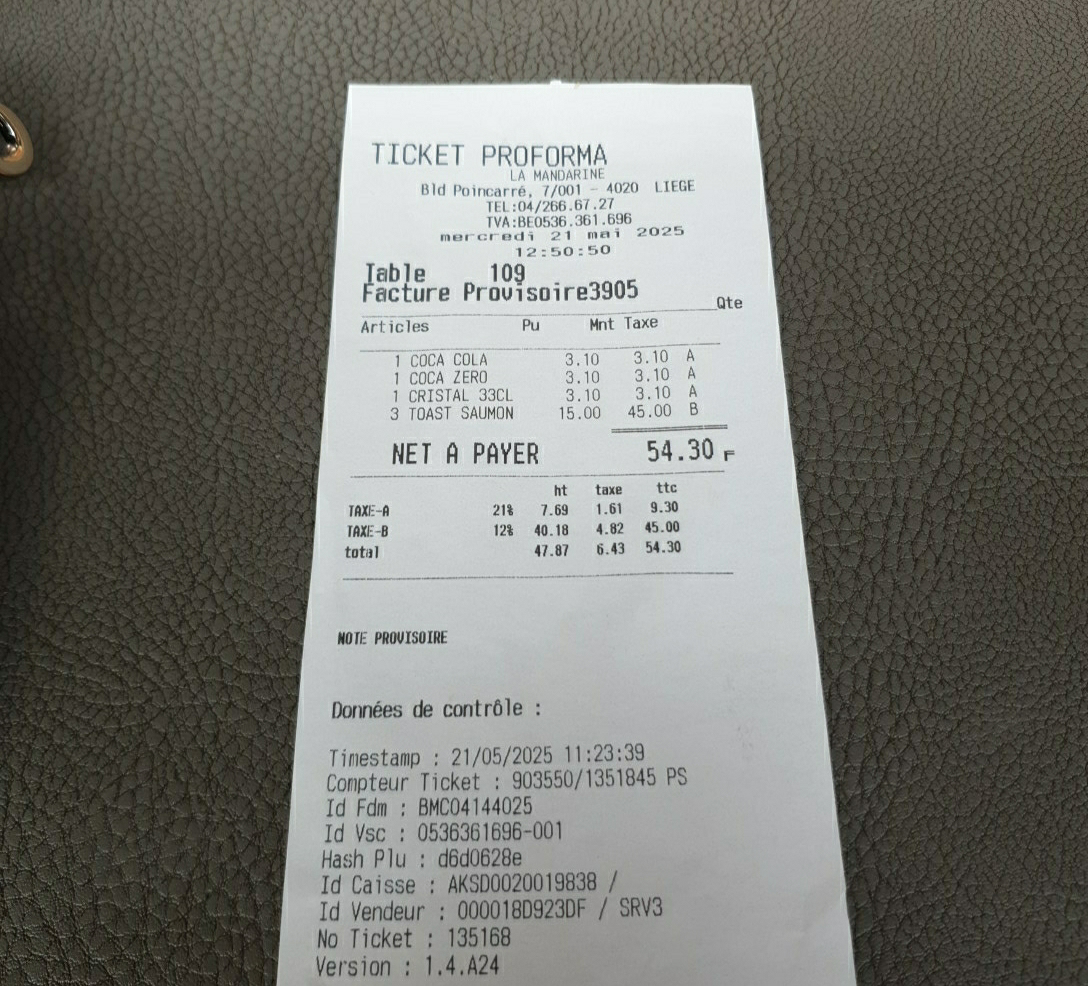 TICKET PROFORMA
LA MANDARINE
Bld Poincarré, 7/001 - 4020 LIEGE
TEL:04/266.67.27
TVA:BE0536.361.696
mercredi 21 mai 2025
12:50:50
Table 109
Facture Provisoire3905
Qte
Articles Pu Mnt Taxe
1 COCA COLA 3.10 3.10 A
1 COCA ZERO 3.10 3.10 A
1 CRISTAL 33CL 3.10 3.10 A
3 TOAST SAUMON 15.00 45.00 B
NET A PAYER 54.30 F
ht taxe ttc
TAXE-A 21% 7.69 1.61 9.30
TAXE-B 12% 40.18 4.82 45.00
total 47.87 6.43 54.30
NOTE PROVISOIRE
Données de contrôle :
Timestamp : 21/05/2025 11:23:39
Compteur Ticket : 903550/1351845 PS
Id Fdm : BMC04144025
Id Vsc : 0536361696-001
Hash Plu : d6d0628e
Id Caisse : AKSD0020019838 /
Id Vendeur : 000018D923DF / SRV3
No Ticket : 135168
Version : 1.4.A24